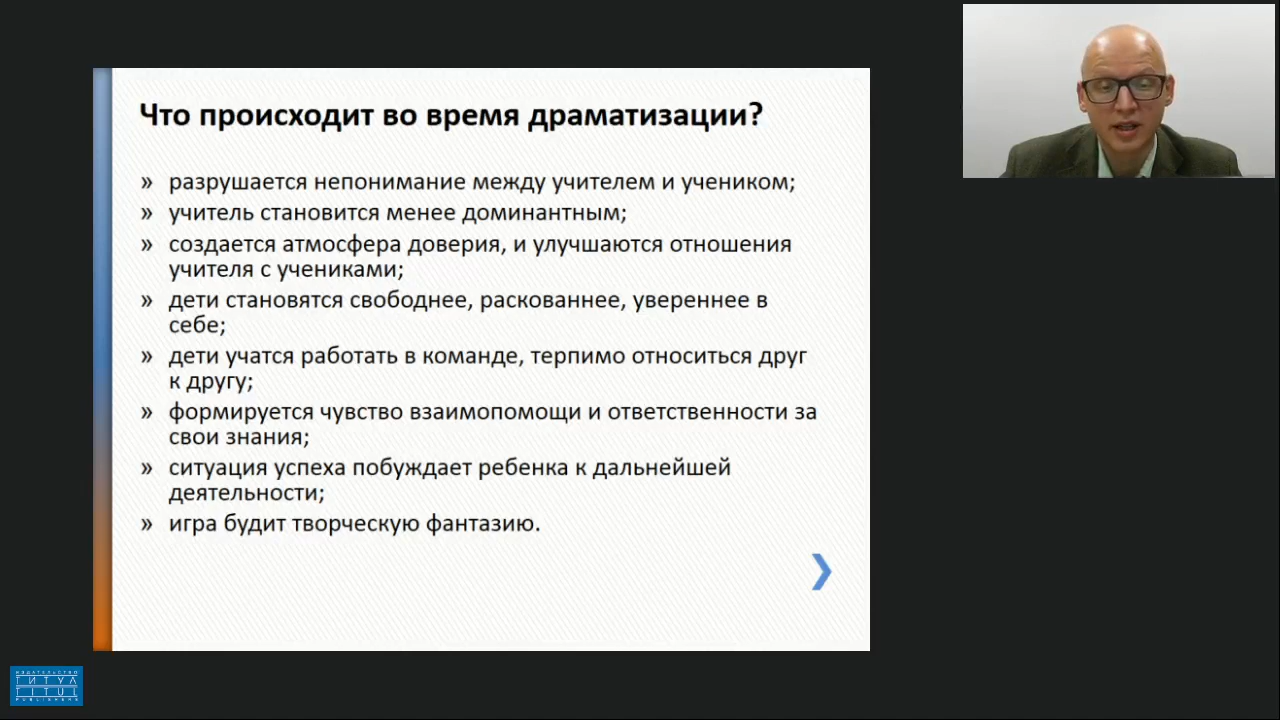 Что происходит во время драматизации?
» разрушается непонимание между учителем и учеником;
» учитель становится менее доминантным;
» создается атмосфера доверия, и улучшаются отношения
учителя с учениками;
» дети становятся свободнее, раскованнее, увереннее в
себе;
» дети учатся работать в команде, терпимо относиться друг
к другу;
» формируется чувство взаимопомощи и ответственности за
свои знания;
» ситуация успеха побуждает ребенка к дальнейшей
деятельности;
» игра будит творческую фантазию.
ИЗДАТЕЛЬСТВО
ТИТУЛ
TITUL
PUBLISHERS